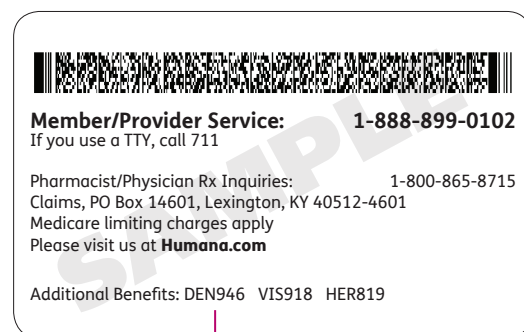 Member/Provider Service: 1-888-899-0102
If you use a TTY, call 711
Pharmacist/Physician Rx Inquiries: 1-800-865-8715
Claims, PO Box 14601, Lexington, KY 40512-4601
Medicare limiting charges apply
Please visit us at Humana.com
Additional Benefits: DEN946 VIS918 HER819
SAMPLE